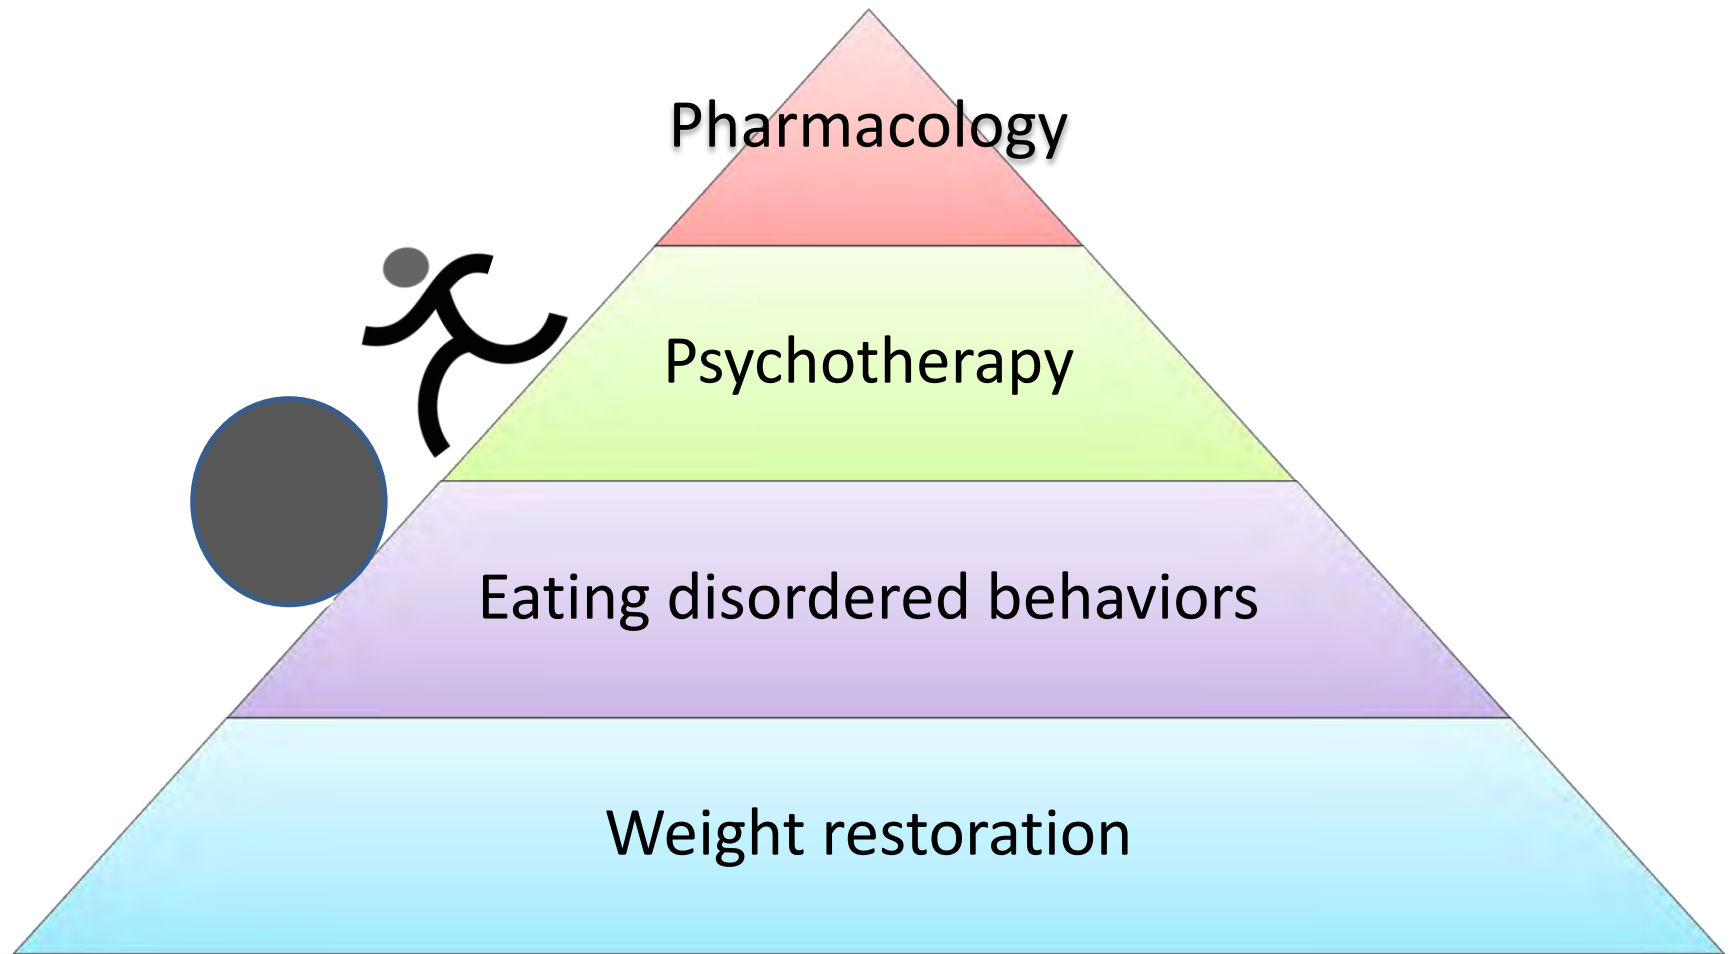 Pharmacology
Psychotherapy
Eating disordered behaviors
Weight restoration